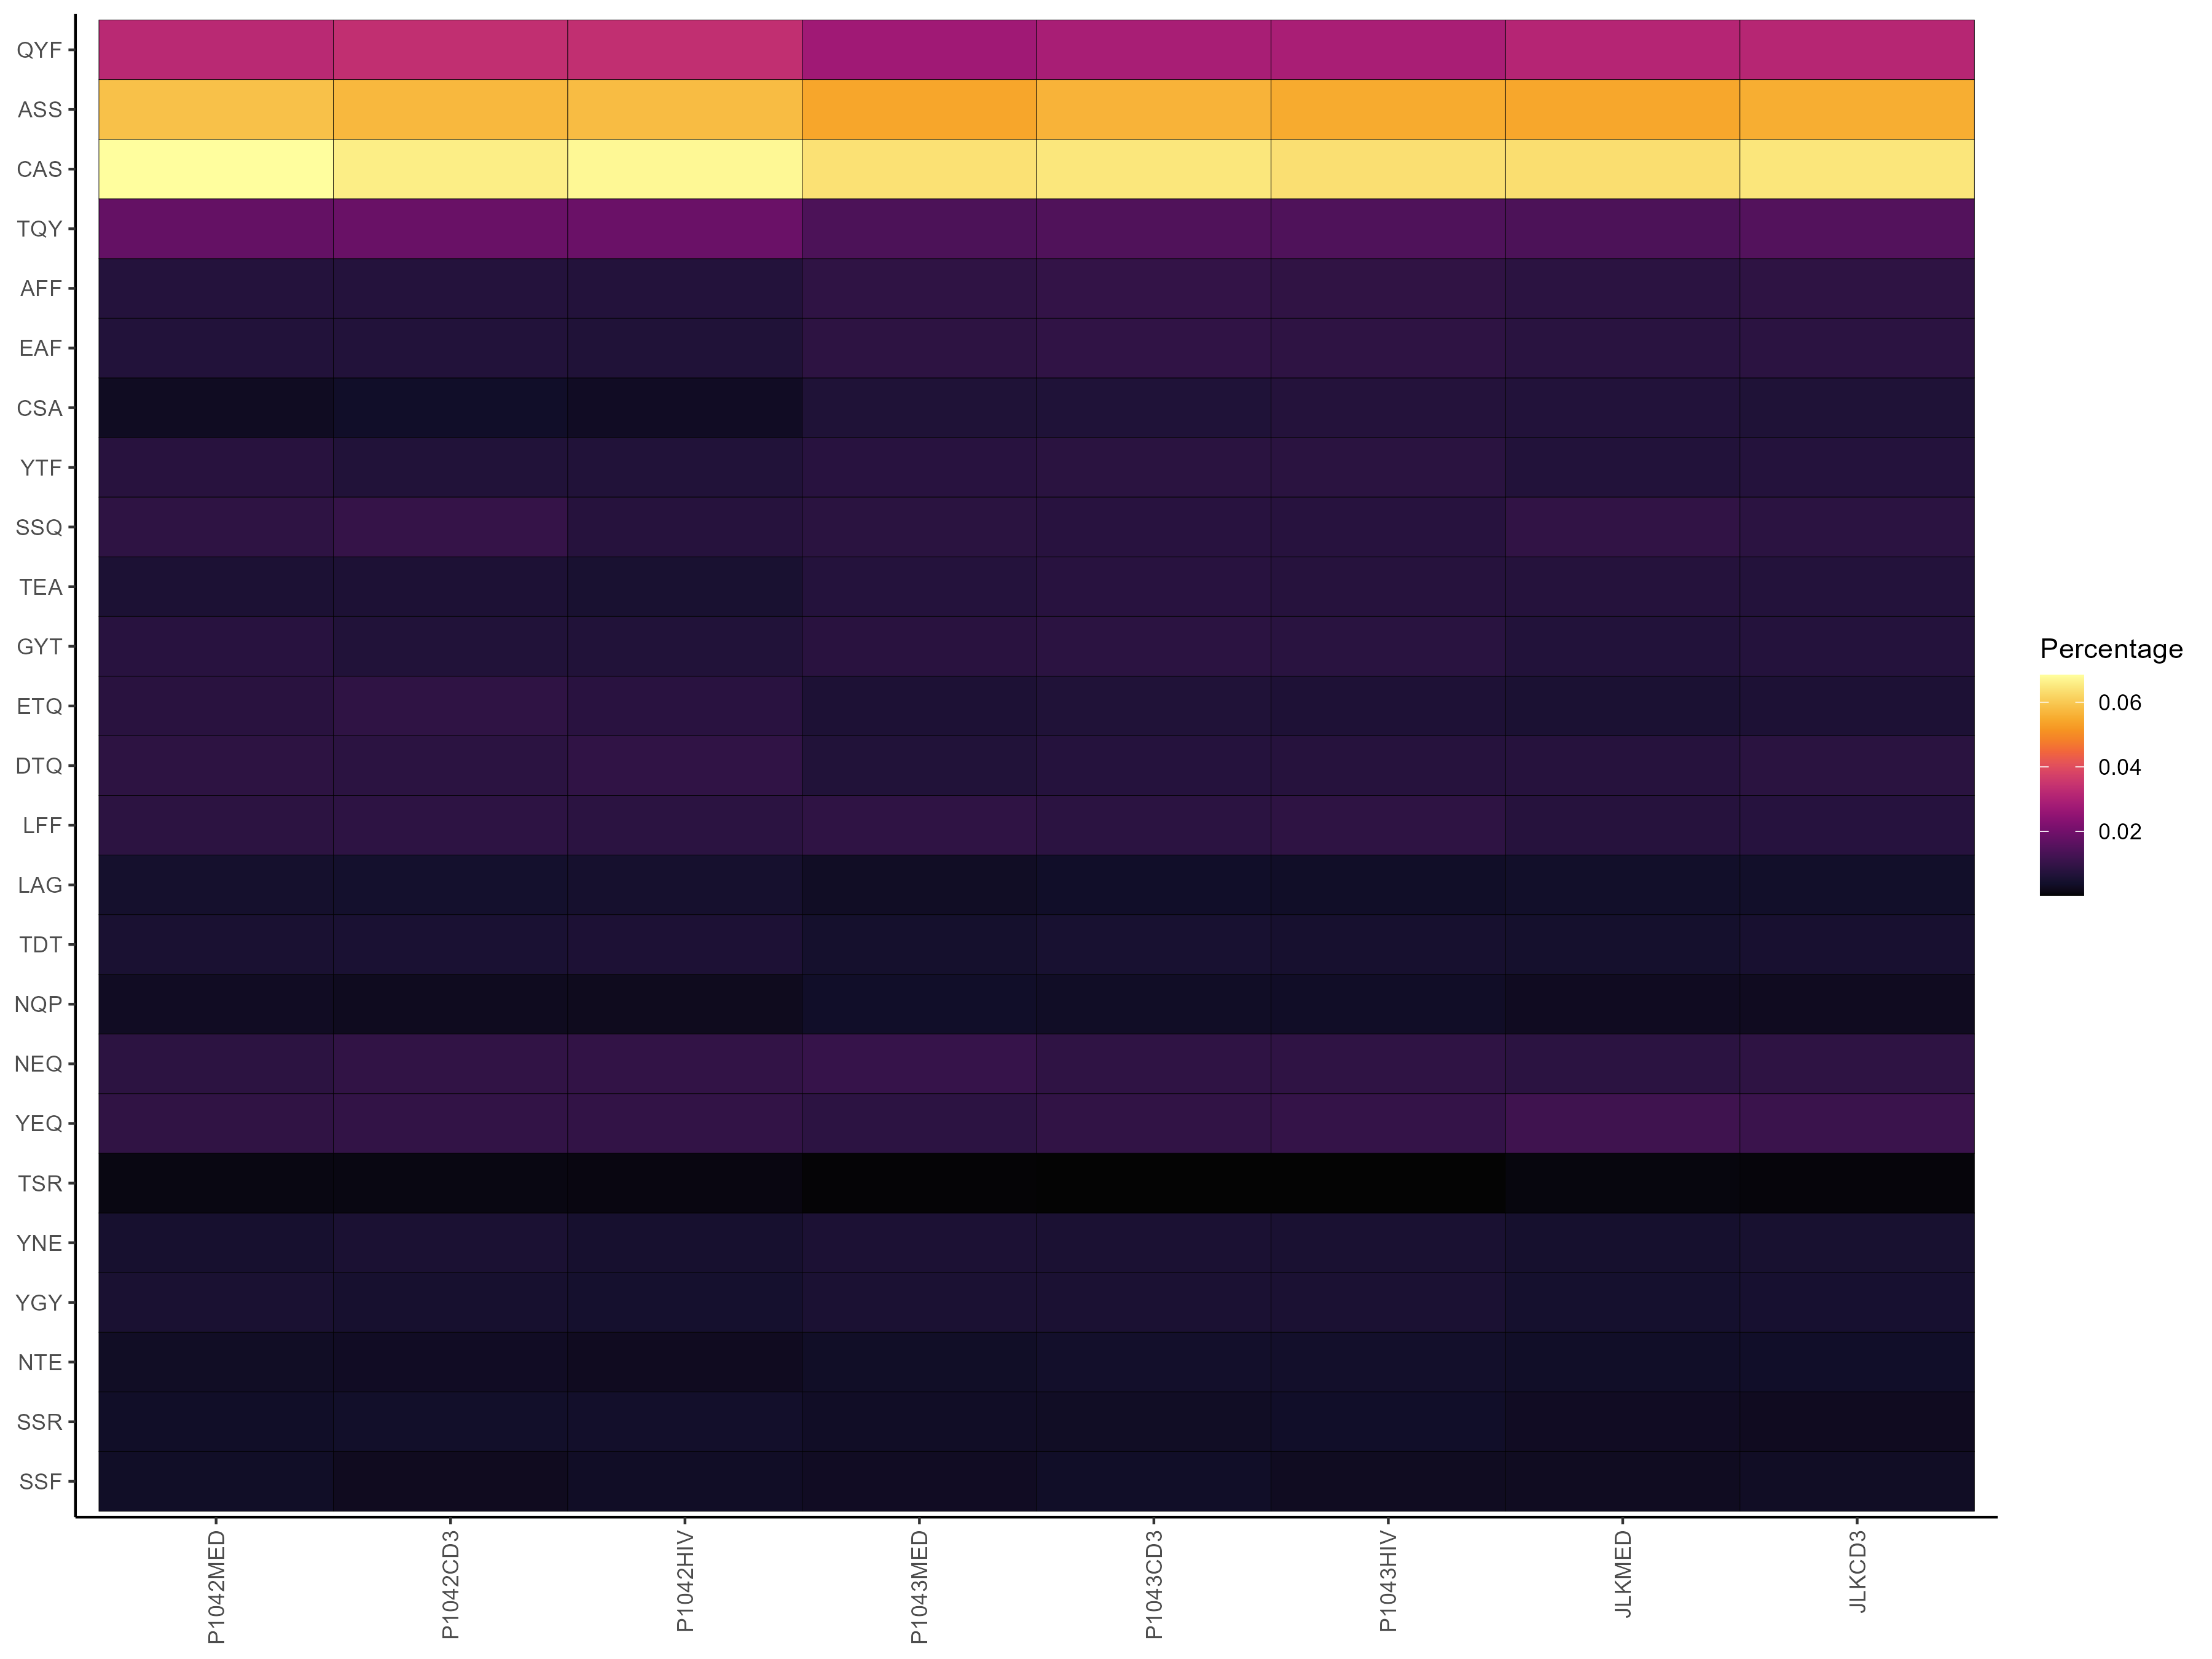 QYF
ASS
CAS
TQY
AFF
EAF
CSA
YTF
SSQ
TEA
GYT
ETQ
DTQ
LFF
LAG
TDT
NQP
NEQ
YEQ
TSR
YNE
YGY
NTE
SSR
SSF
P1042MED
P1042CD3
P1042HIV
P1043MED
P1043CD3
P1043HIV
JLKMED
JLKCD3
Percentage
0.06
0.04
0.02